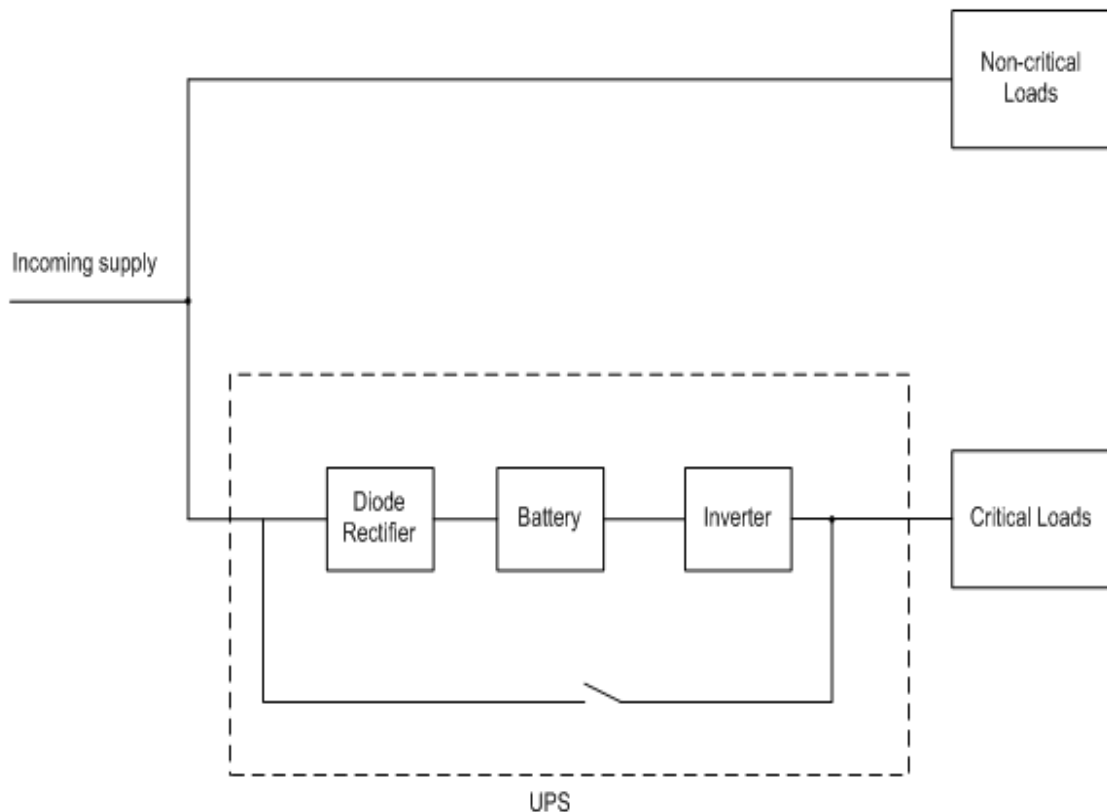 Non-critical
Loads
Incoming supply
Diode
Rectifier
Battery
Inverter
Critical Loads
UPS